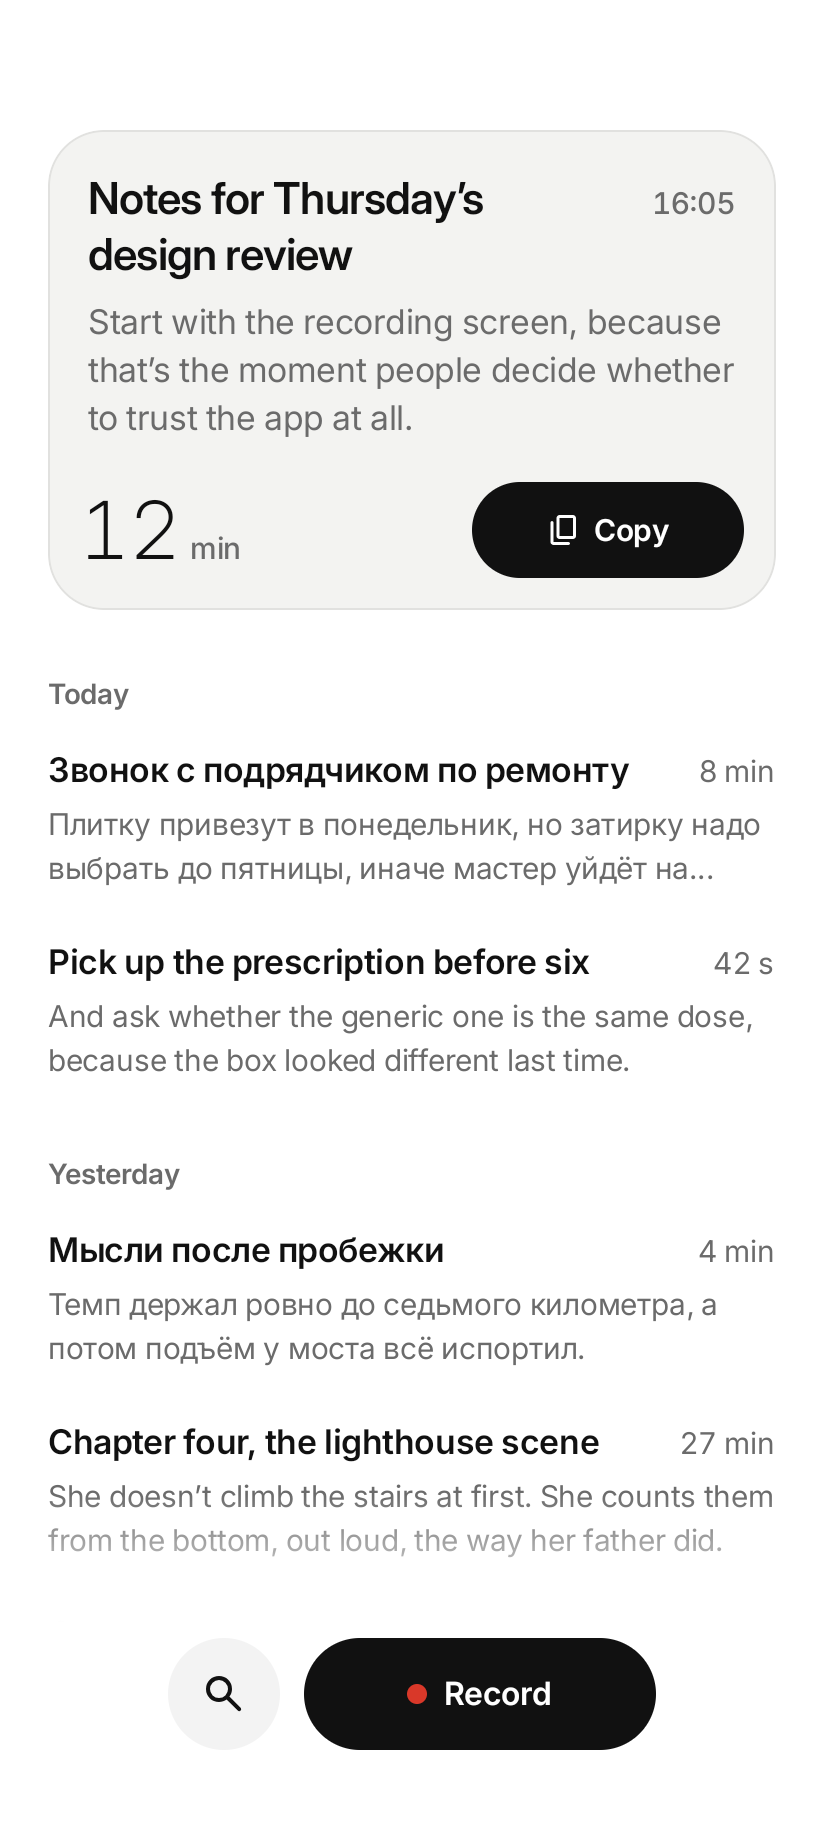 Notes for Thursday’s
design review
16:05
Start with the recording screen, because
that’s the moment people decide whether
to trust the app at all.
12 min
Copy
Today
Звонок с подрядчиком по ремонту
8 min
Плитку привезут в понедельник, но затирку надо
выбрать до пятницы, иначе мастер уйдёт на...
Pick up the prescription before six
42 s
And ask whether the generic one is the same dose,
because the box looked different last time.
Yesterday
Мысли после пробежки
4 min
Темп держал ровно до седьмого километра, а
потом подъём у моста всё испортил.
Chapter four, the lighthouse scene
27 min
She doesn’t climb the stairs at first. She counts them
from the bottom, out loud, the way her father did.
Record